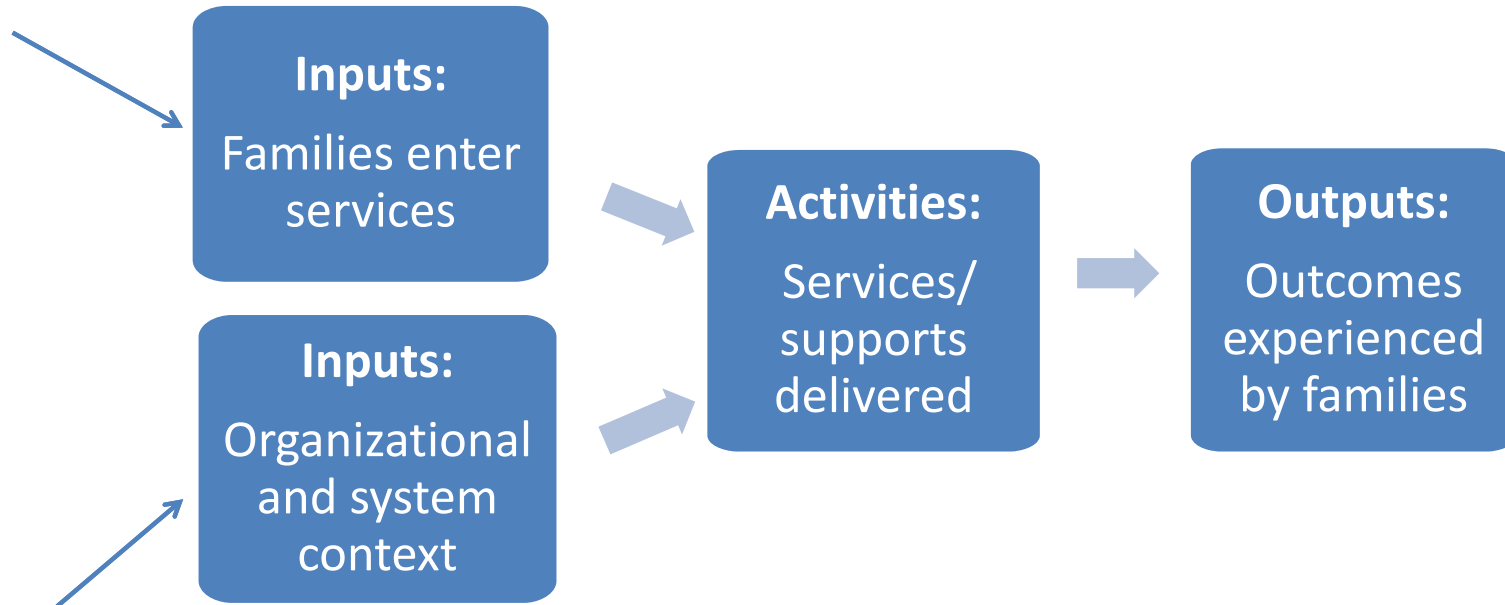 Inputs:
Families enter
services
Inputs:
Organizational
and system
context
Activities:
Services/
supports
delivered
Outputs:
Outcomes
experienced
by families